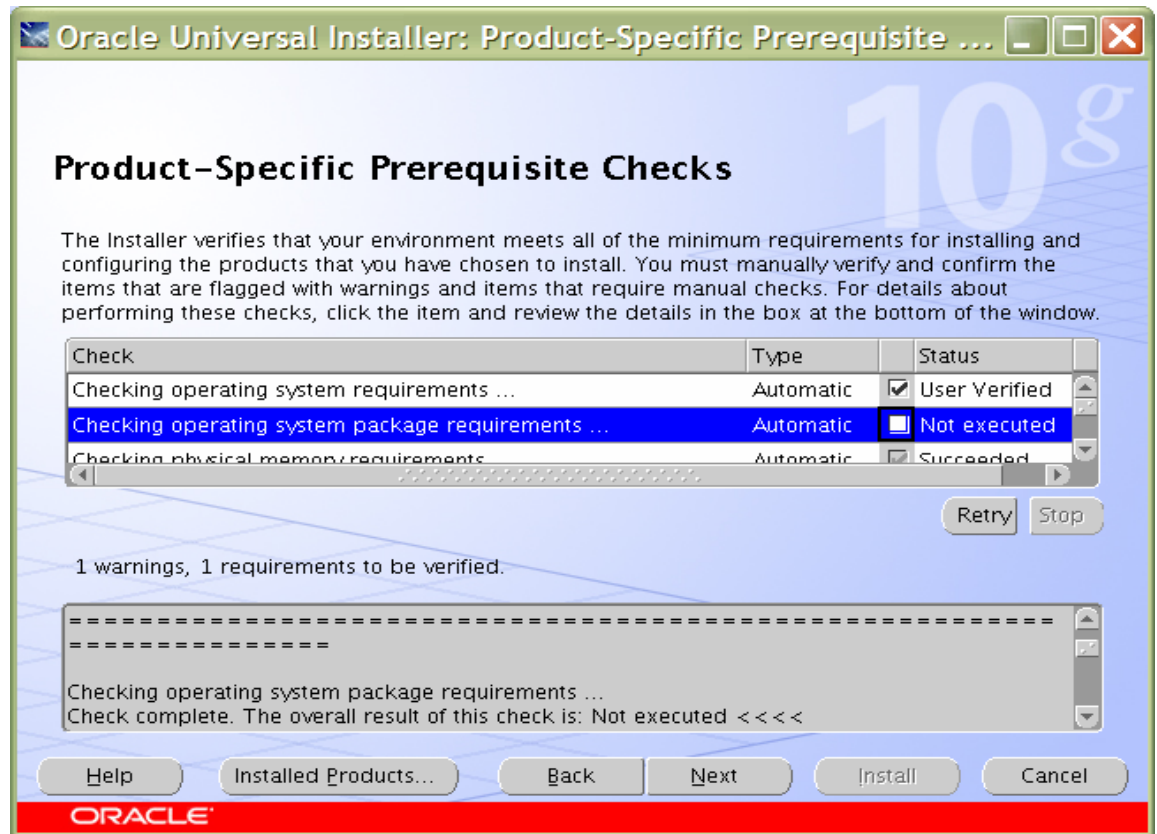 Oracle Universal Installer: Product-Specific Prerequisite ...
10g
Product-Specific Prerequisite Checks
The Installer verifies that your environment meets all of the minimum requirements for installing and
configuring the products that you have chosen to install. You must manually verify and confirm the
items that are flagged with warnings and items that require manual checks. For details about
performing these checks, click the item and review the details in the box at the bottom of the window.
Check Type Status
Checking operating system requirements ... Automatic User Verified
Checking operating system package requirements ... Automatic Not executed
Checking physical memory requirements Automatic Succeeded
Retry Stop
1 warnings, 1 requirements to be verified.
= = = = = = = = = = = = = = = = = = = = = = = = = = = = = = = = = = = = = = = = = = = = = = = = = = = = = = = =
= = = = = = = = = = = = = = =
Checking operating system package requirements ...
Check complete. The overall result of this check is: Not executed <<<<
Help Installed Products... Back Next Install Cancel
ORACLE